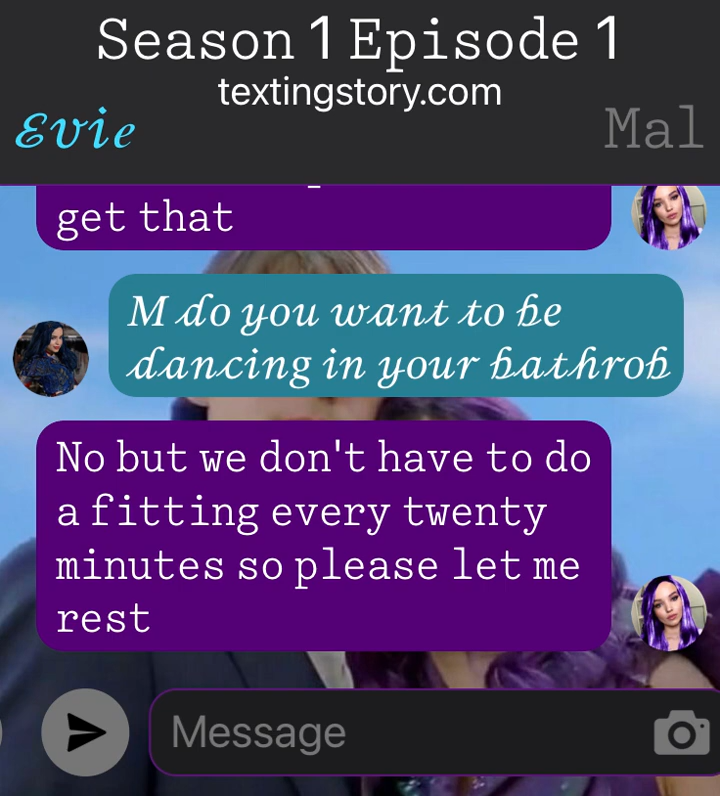 Season 1 Episode 1
textingstory.com
Evie
Mal
get that
M do you want to be
dancing in your bathrob
No but we don't have to do
a fitting every twenty
minutes so please let me
rest
Message